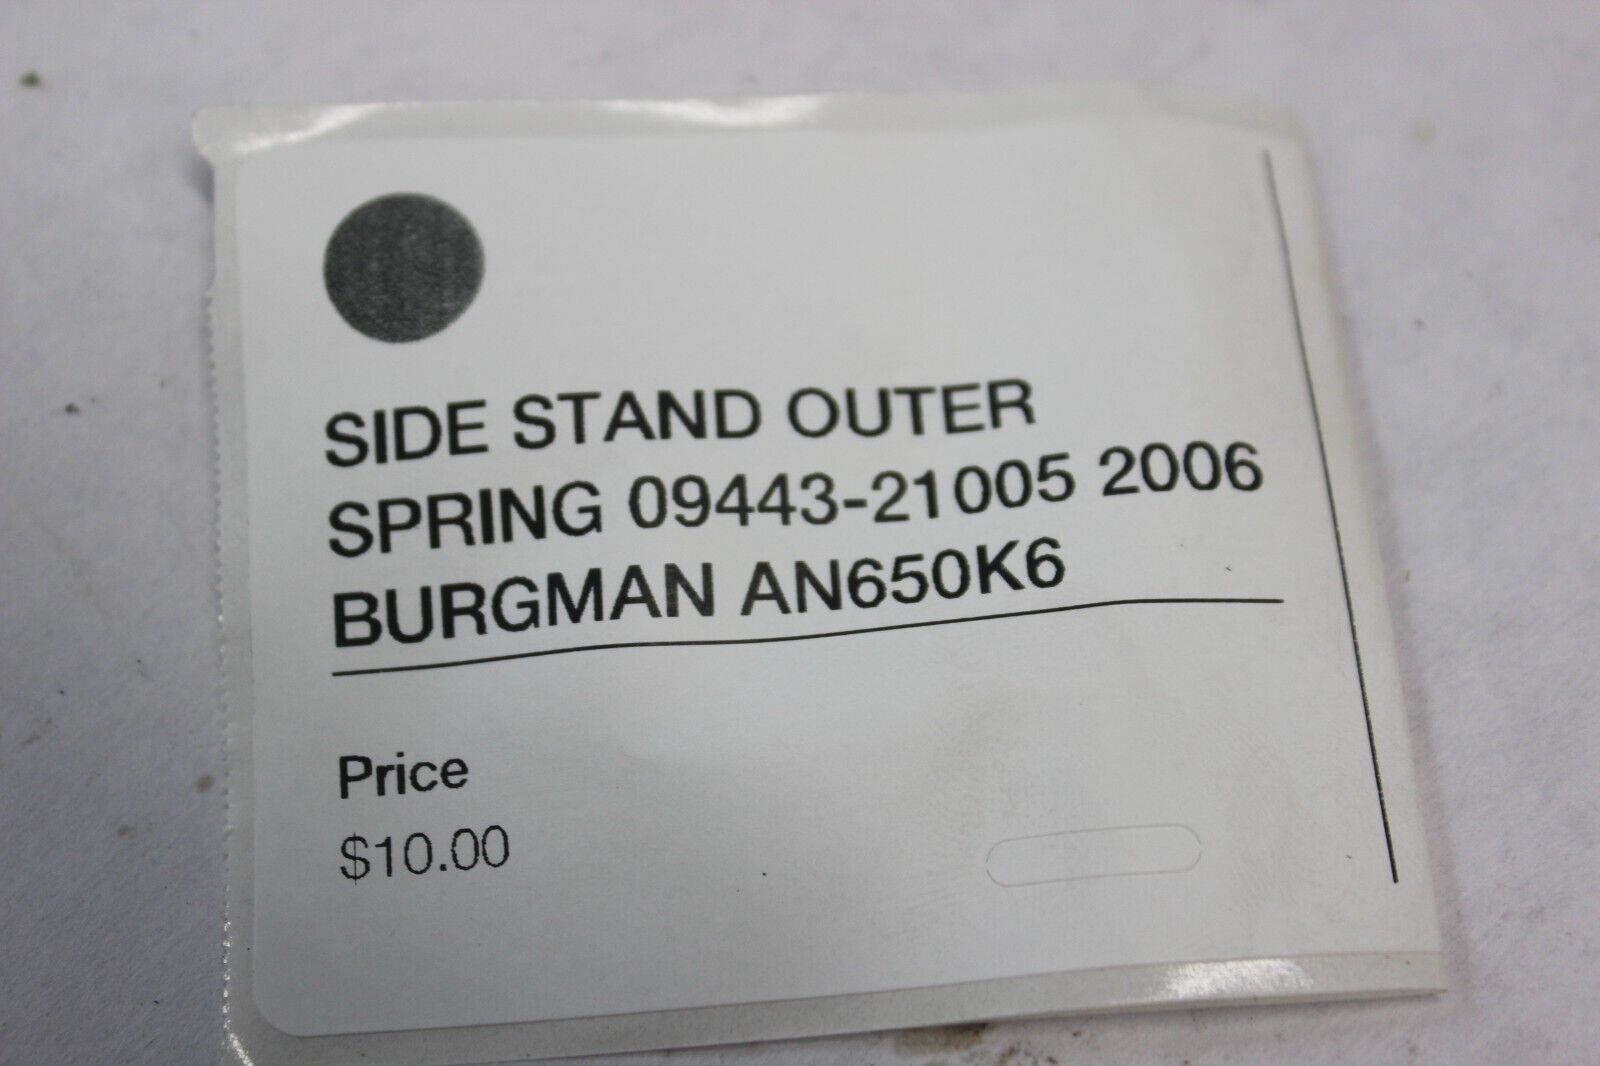 SIDE STAND OUTER
SPRING 09443-21005 2006
BURGMAN AN650K6
Price
$10.00